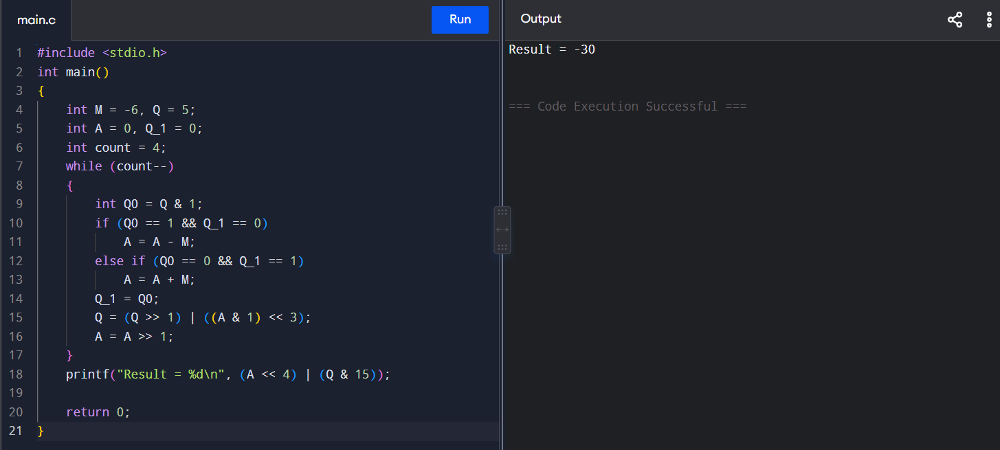 main.c
Run
Output
1 #include <stdio.h>
2 int main()
3 {
4     int M = -6, Q = 5;
5     int A = 0, Q_1 = 0;
6     int count = 4;
7     while (count--)
8     {
9         int Q0 = Q & 1;
10         if (Q0 == 1 && Q_1 == 0)
11             A = A - M;
12         else if (Q0 == 0 && Q_1 == 1)
13             A = A + M;
14         Q_1 = Q0;
15         Q = (Q >> 1) | ((A & 1) << 3);
16         A = A >> 1;
17     }
18     printf("Result = %d\n", (A << 4) | (Q & 15));
19
20     return 0;
21 }
Result = -30
=== Code Execution Successful ===